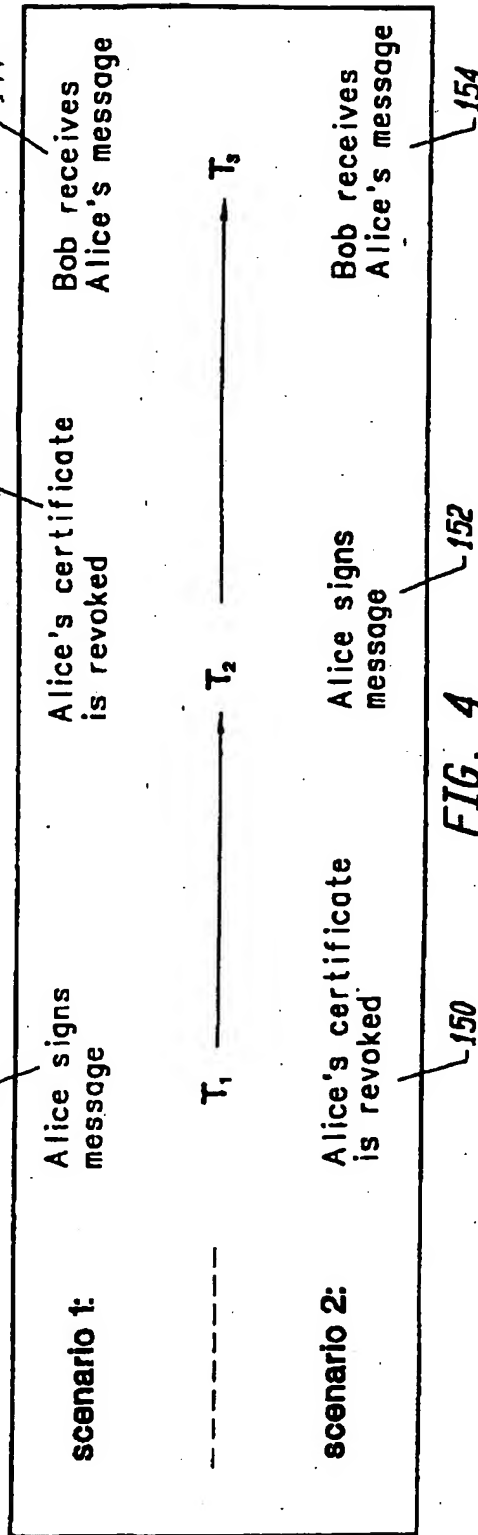 scenario 1:
Alice signs
message
Alice's certificate
is revoked
Bob receives
Alice's message
T₁
T₂
T₃
scenario 2:
Alice's certificate
is revoked
Alice signs
message
Bob receives
Alice's message
150
152
154
FIG. 4